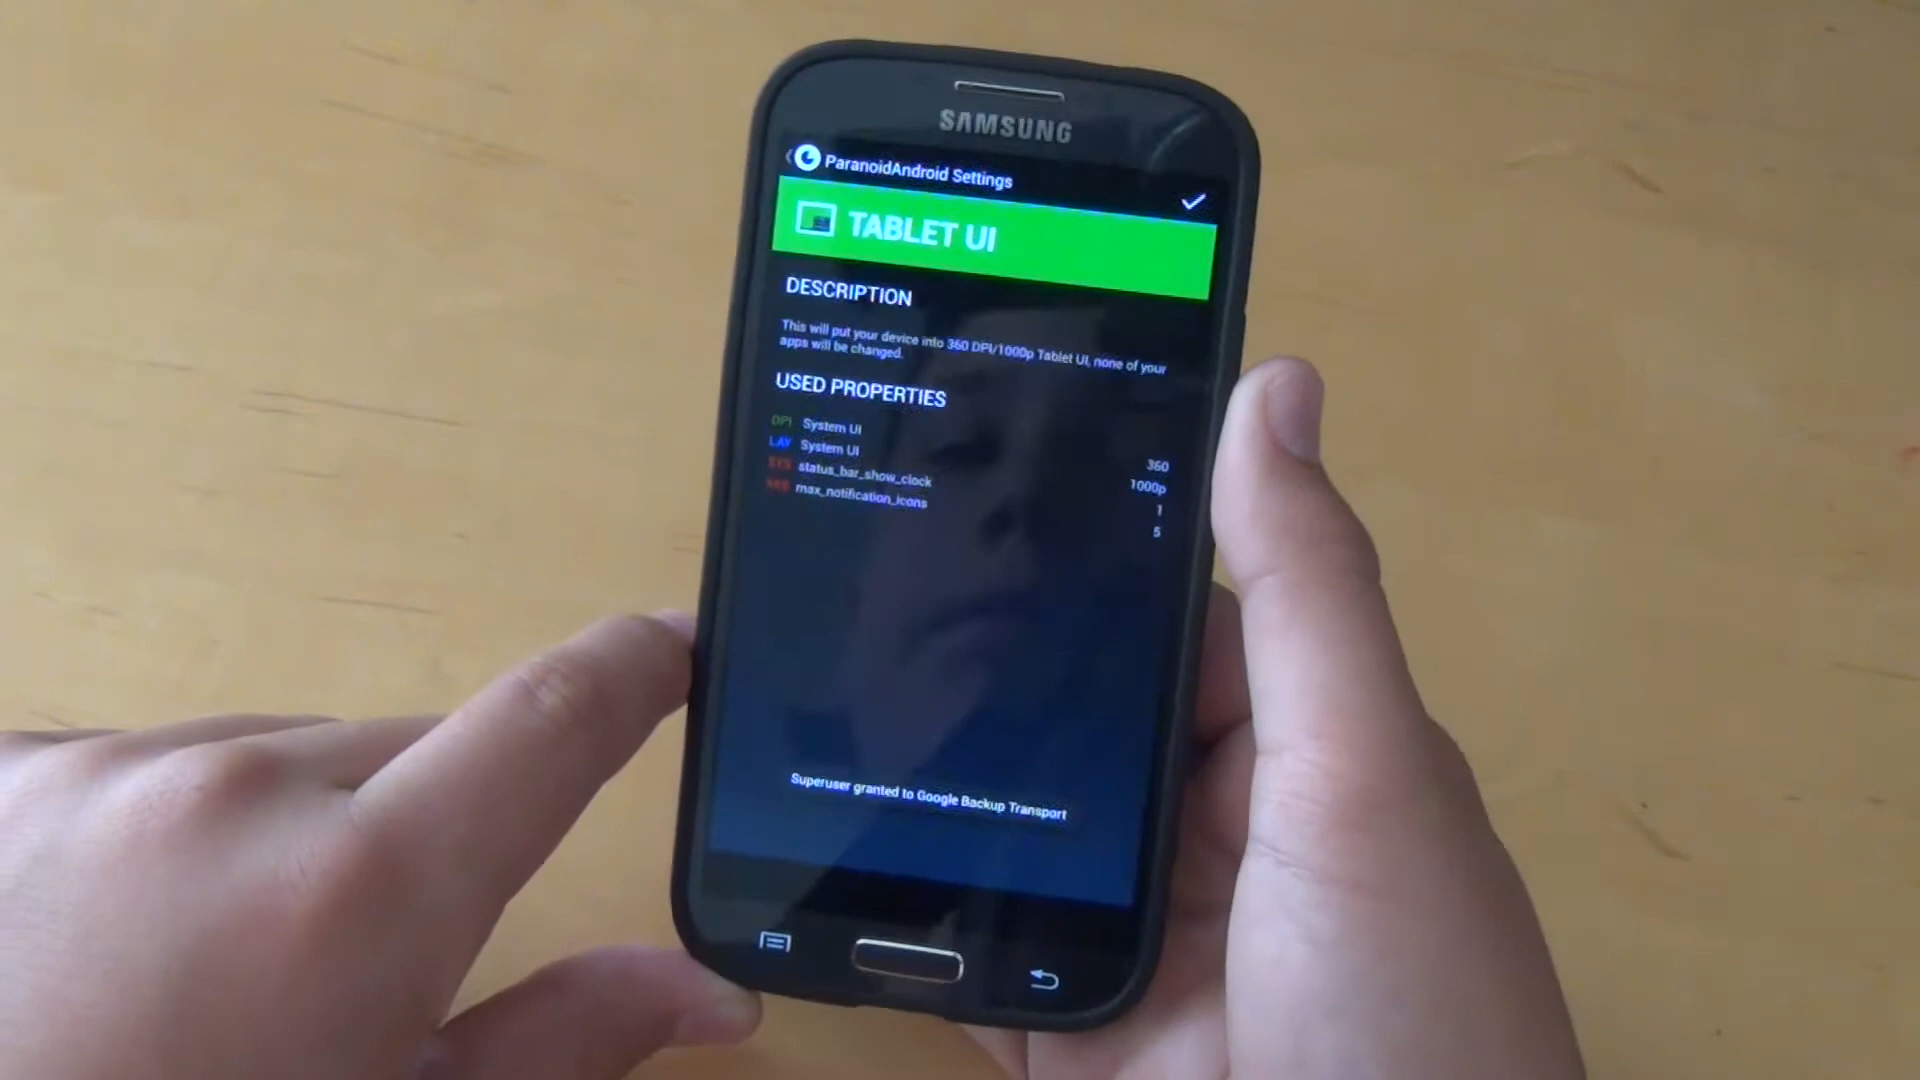 SAMSUNG
ParanoidAndroid Settings
TABLET UI
DESCRIPTION
This will put your device into 360 DPI/1000p Tablet UI, none of your
apps will be changed.
USED PROPERTIES
DPI System UI 360
LAY System UI 1000p
status_bar_show_clock 1
max_notification_icons 5
Superuser granted to Google Backup Transport